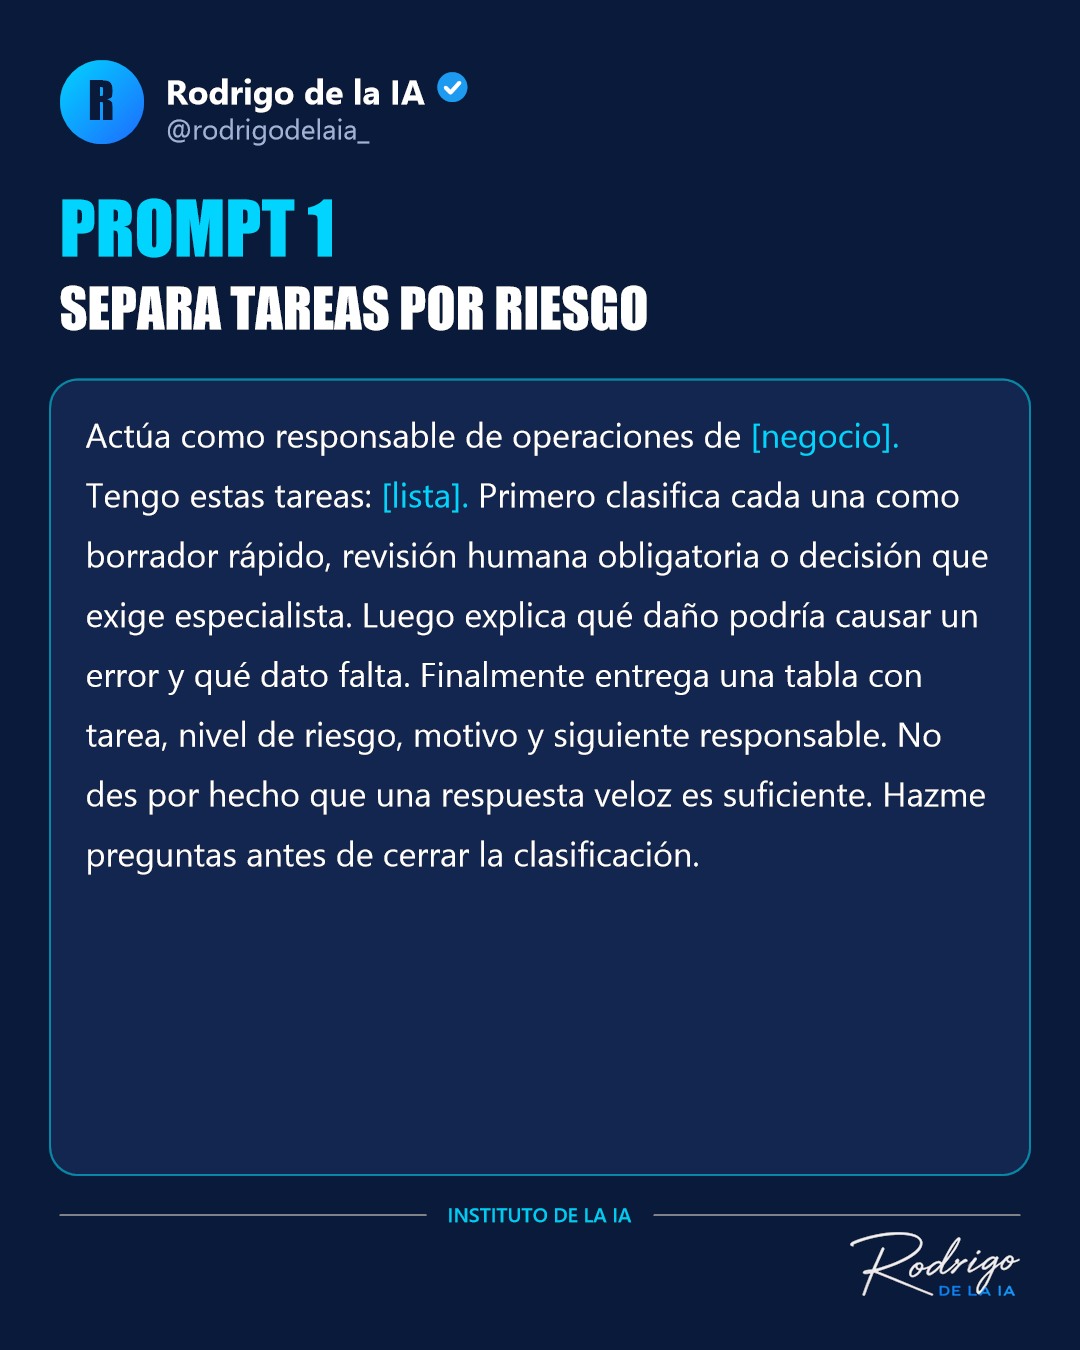 R
Rodrigo de la IA
@rodrigodelaia_
PROMPT 1
SEPARA TAREAS POR RIESGO
Actúa como responsable de operaciones de [negocio].
Tengo estas tareas: [lista]. Primero clasifica cada una como
borrador rápido, revisión humana obligatoria o decisión que
exige especialista. Luego explica qué daño podría causar un
error y qué dato falta. Finalmente entrega una tabla con
tarea, nivel de riesgo, motivo y siguiente responsable. No
des por hecho que una respuesta veloz es suficiente. Hazme
preguntas antes de cerrar la clasificación.
INSTITUTO DE LA IA
Rodrigo
DE LA IA